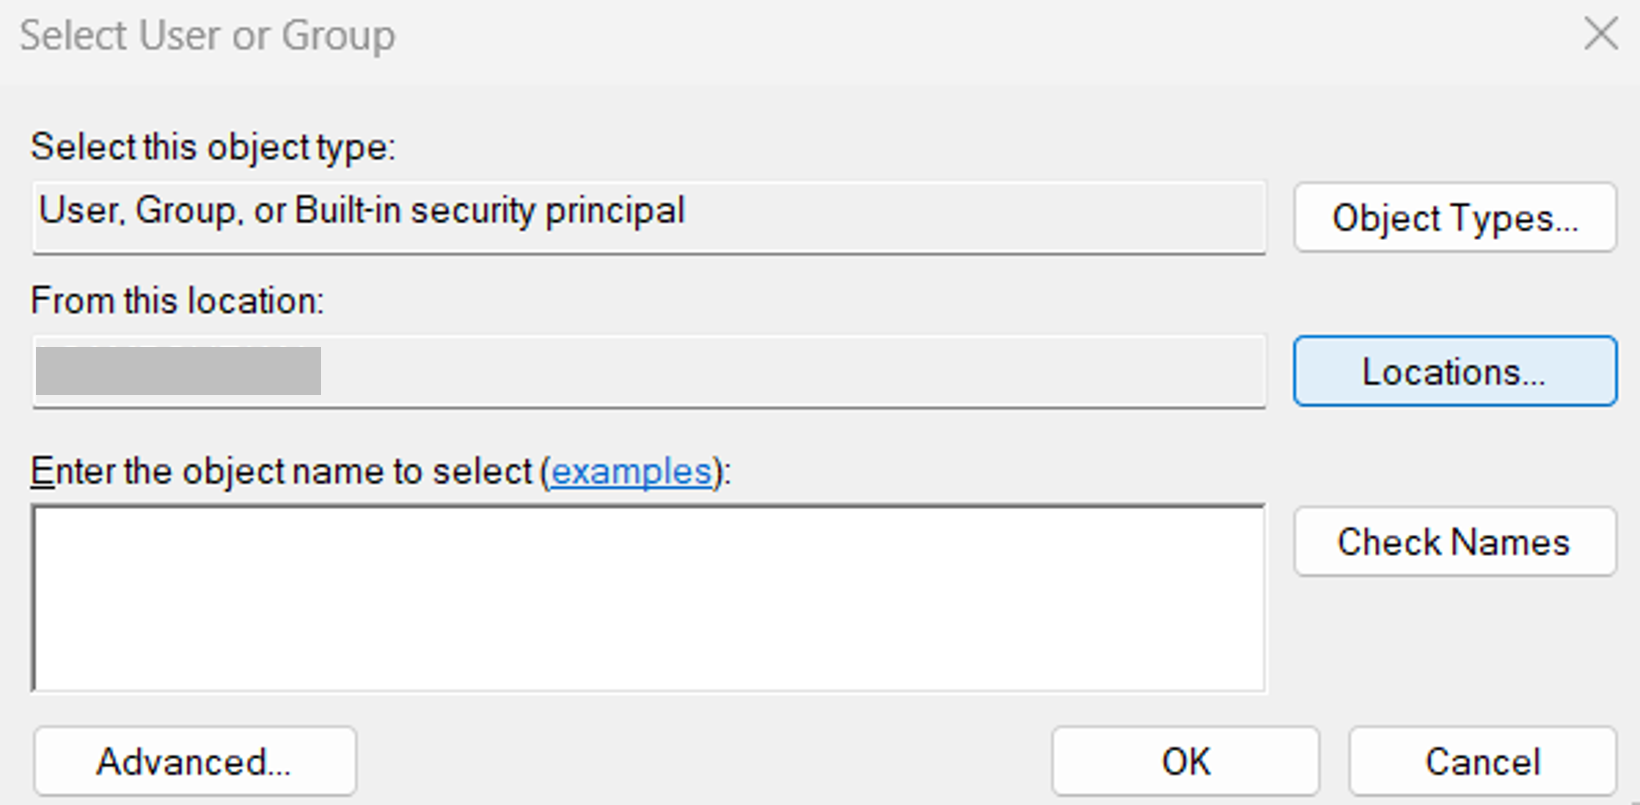 Select User or Group
Select this object type:
User, Group, or Built-in security principal
Object Types...
From this location:
Locations...
Enter the object name to select (examples):
Check Names
Advanced...
OK
Cancel